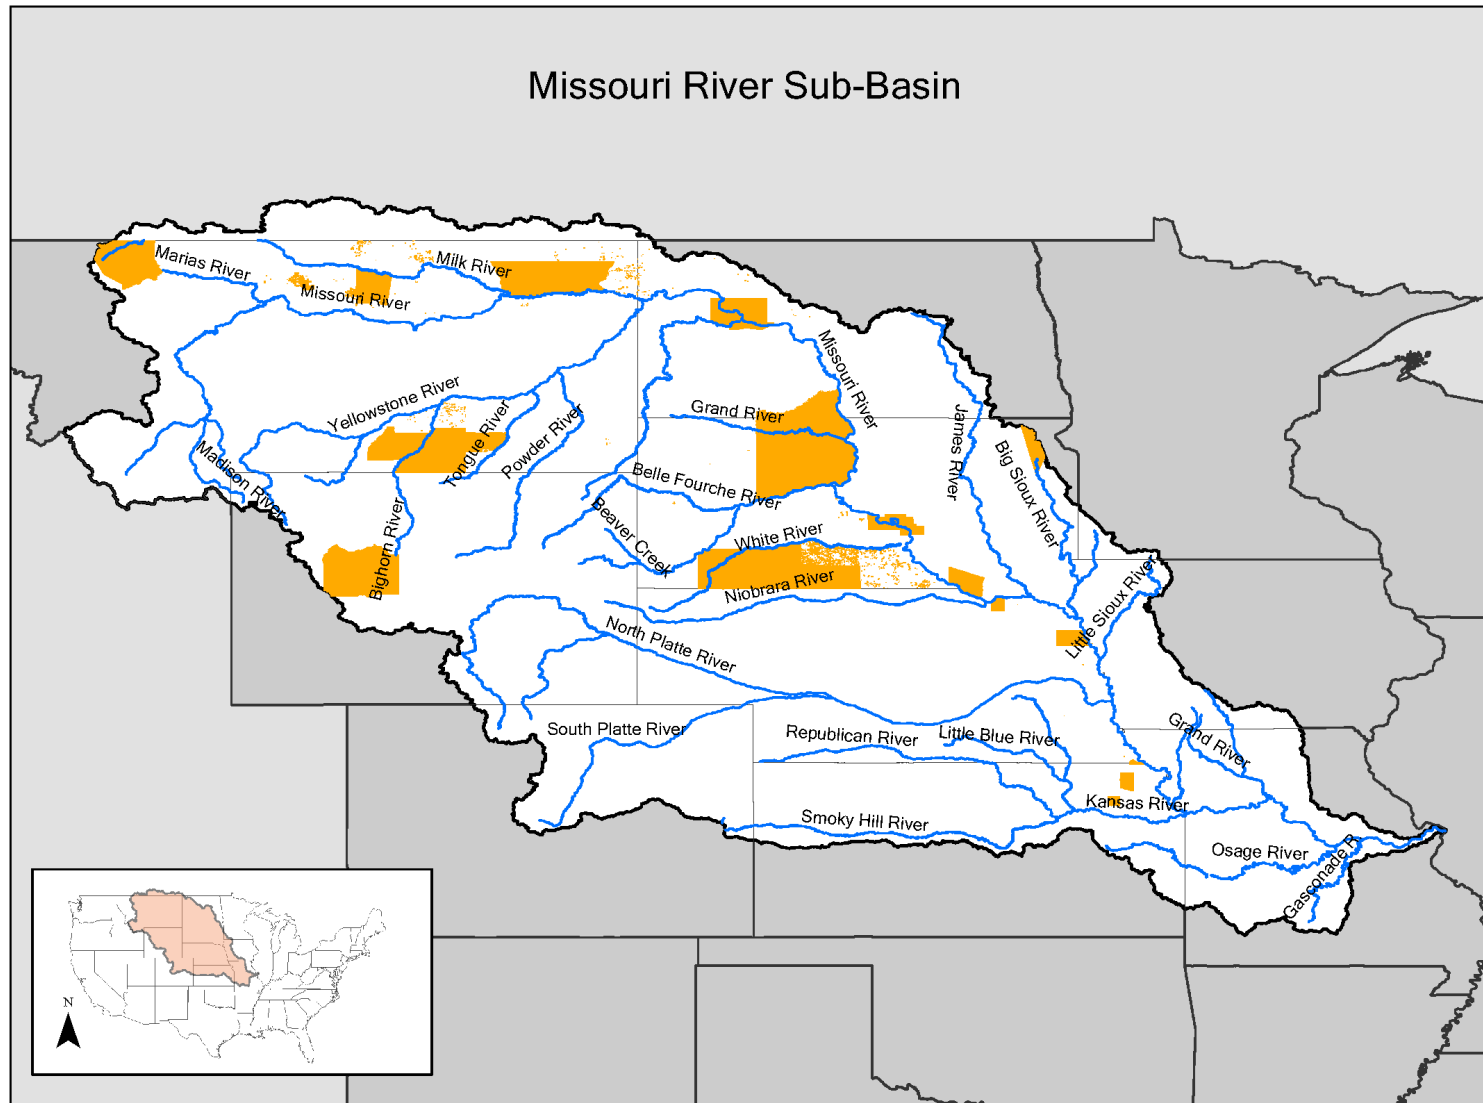 Missouri River Sub-Basin
Marias River
Milk River
Missouri River
Missouri River
Yellowstone River
Grand River
James River
Tongue River
Powder River
Madison River
Big Sioux River
Belle Fourche River
Bighorn River
Beaver Creek
White River
Niobrara River
Little Sioux River
North Platte River
South Platte River
Republican River
Little Blue River
Grand River
Kansas River
Smoky Hill River
Osage River
Gasconade R.
N